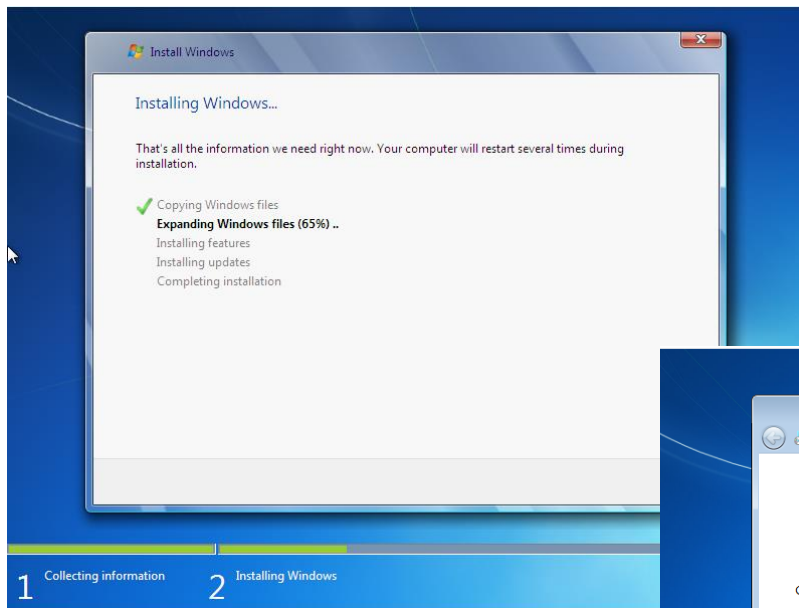 Install Windows
Installing Windows...
That's all the information we need right now. Your computer will restart several times during
installation.
Copying Windows files
Expanding Windows files (65%) ..
Installing features
Installing updates
Completing installation
1 Collecting information
2 Installing Windows